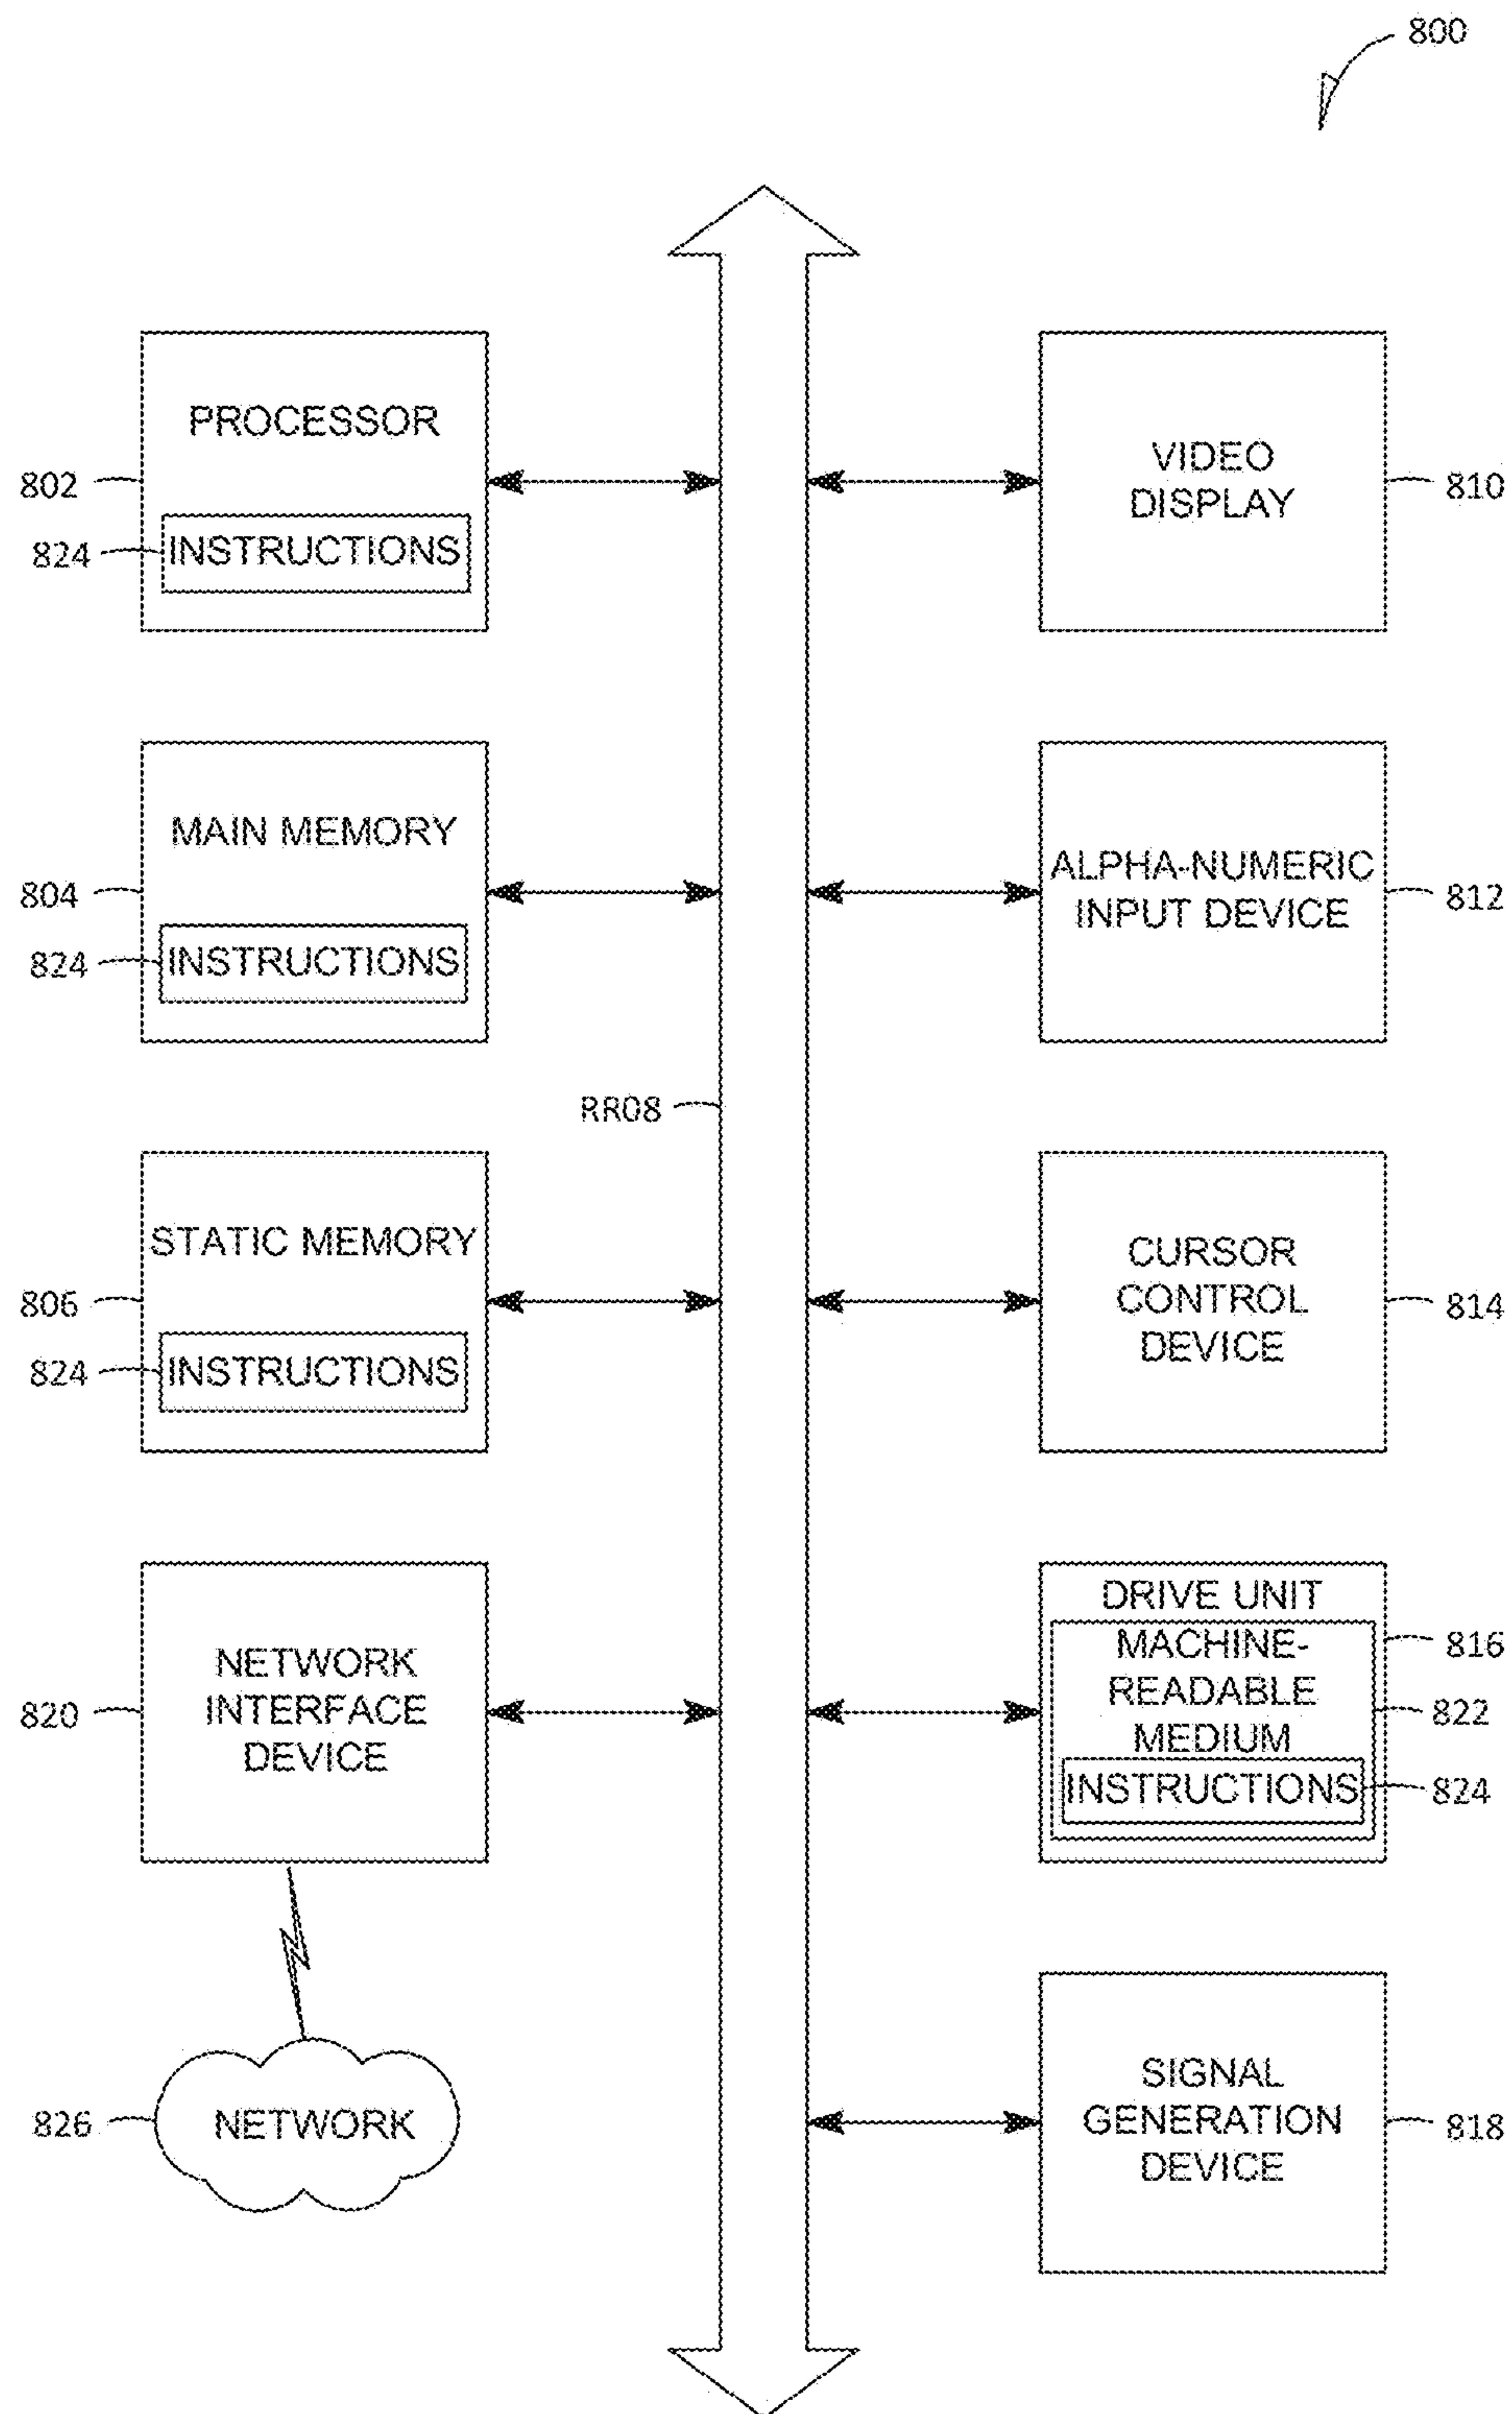 800
PROCESSOR
802
824
INSTRUCTIONS
VIDEO
DISPLAY
810
MAIN MEMORY
804
824
INSTRUCTIONS
ALPHA-NUMERIC
INPUT DEVICE
812
RR08
STATIC MEMORY
806
824
INSTRUCTIONS
CURSOR
CONTROL
DEVICE
814
NETWORK
INTERFACE
DEVICE
820
DRIVE UNIT
816
MACHINE-
READABLE
MEDIUM
822
INSTRUCTIONS
824
826
NETWORK
SIGNAL
GENERATION
DEVICE
818